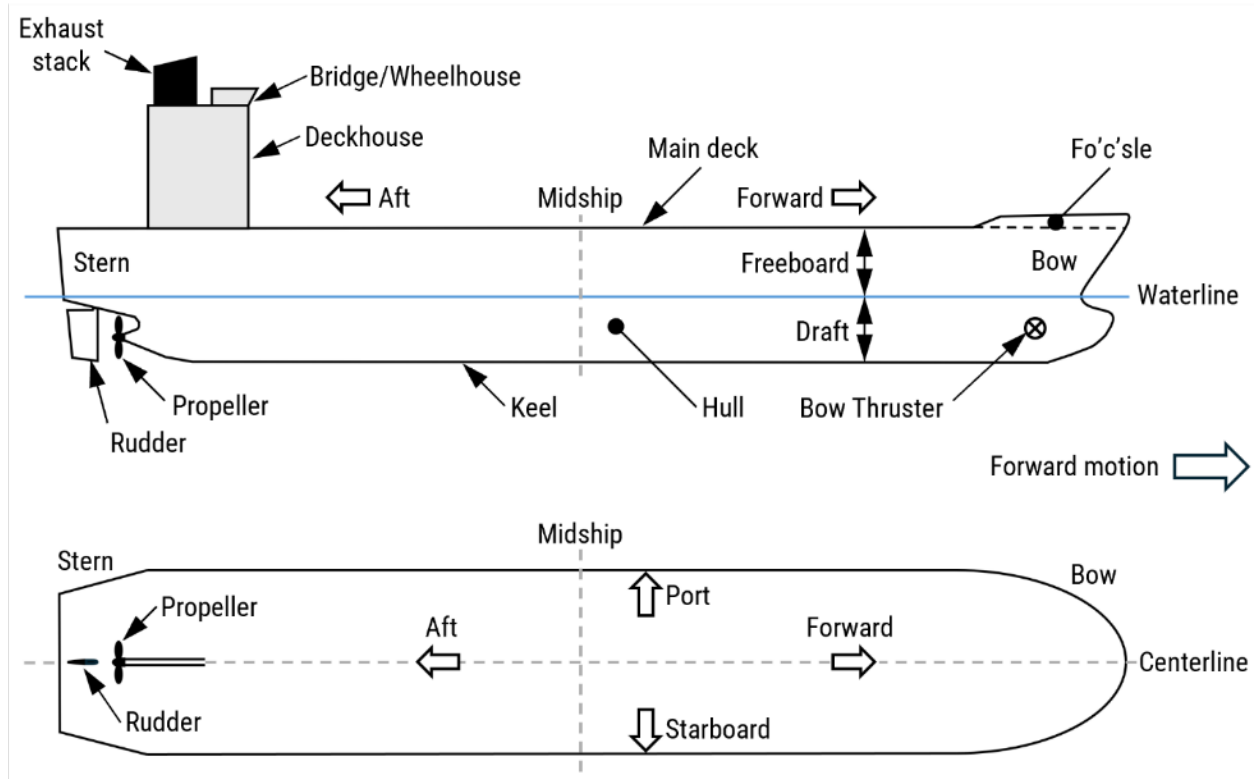 Exhaust
stack
Bridge/Wheelhouse
Deckhouse
Main deck
Fo'c'sle
Aft
Midship
Forward
Stern
Freeboard
Bow
Waterline
Draft
Propeller
Keel
Hull
Bow Thruster
Rudder
Forward motion
Midship
Stern
Bow
Port
Propeller
Aft
Forward
Centerline
Rudder
Starboard